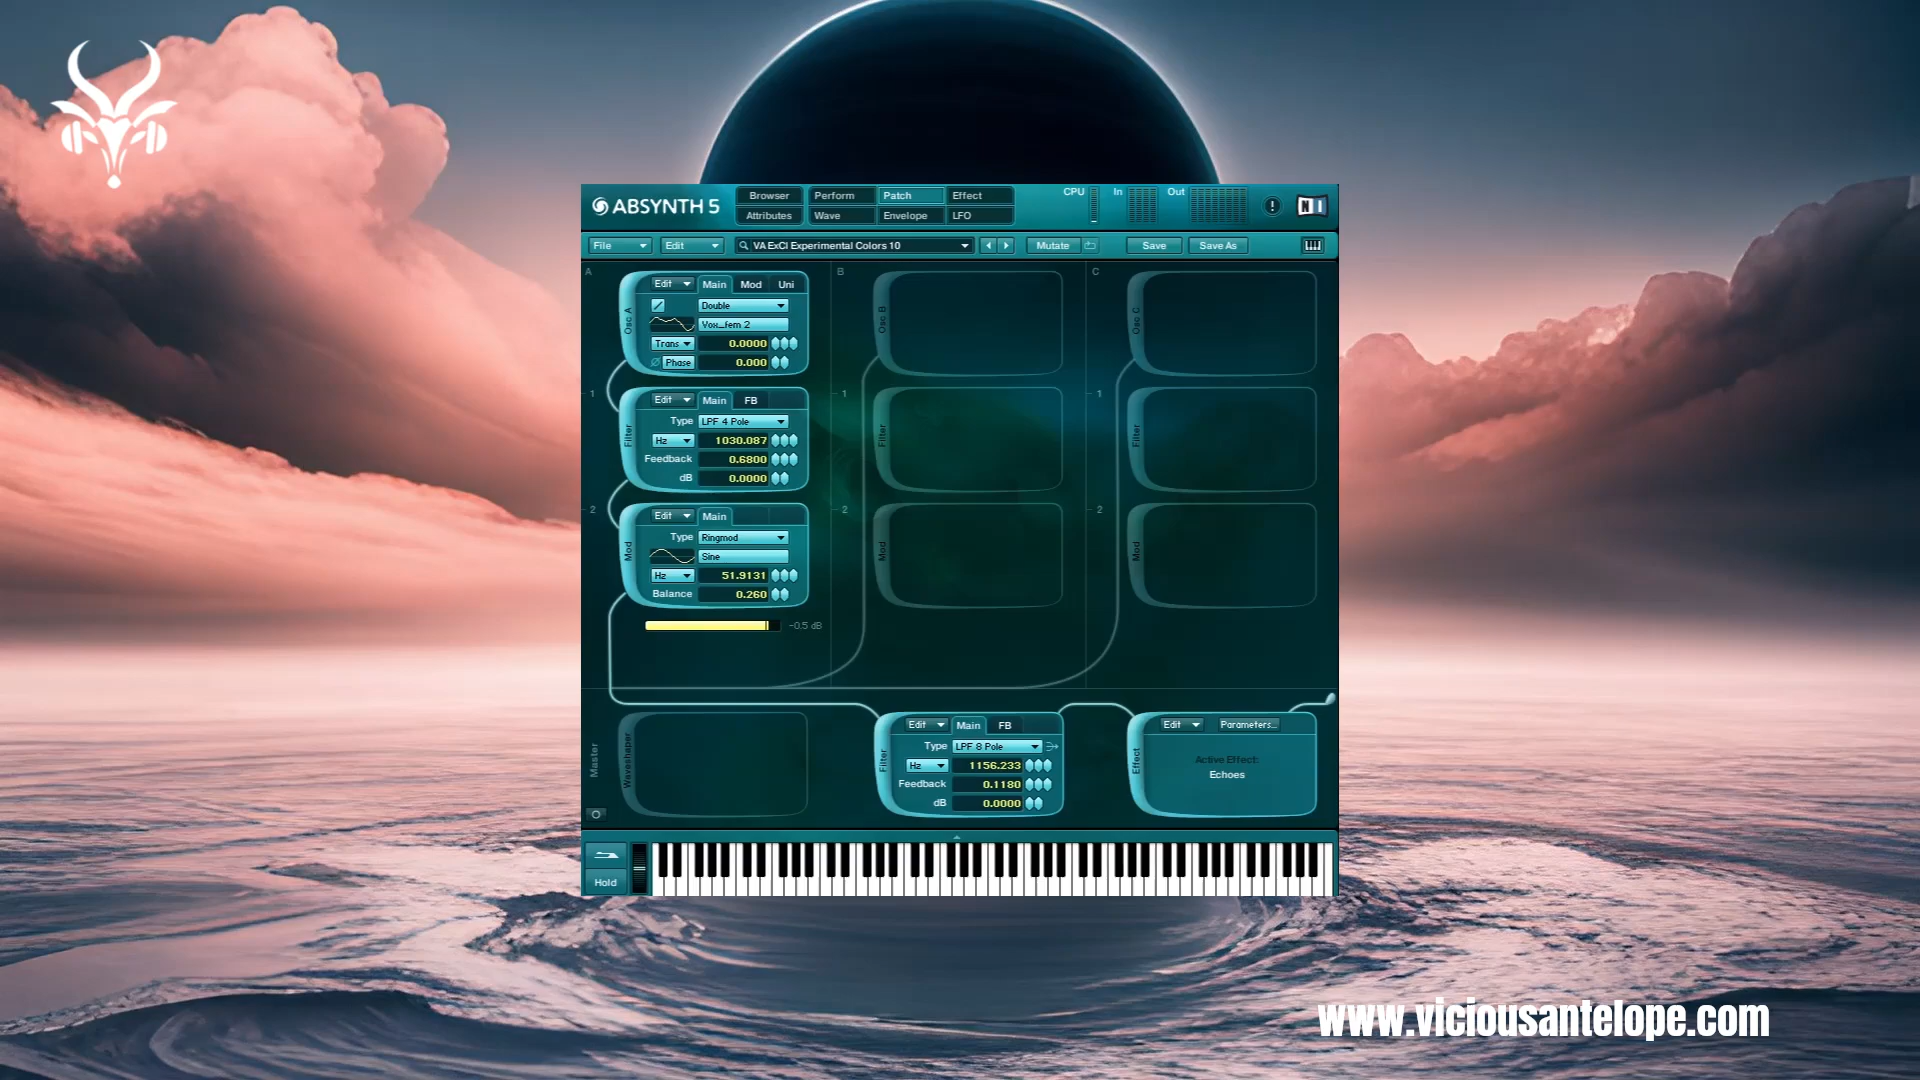 ABSYNTH 5
Browser Perform Patch Effect
Attributes Wave Envelope LFO
CPU In Out
! NI
File Edit VA ExCl Experimental Colors 10 Mutate Save Save As
A
Osc A
Edit Main Mod Uni
Double
Vox_fem 2
Trans 0.0000
Phase 0.000
1
Filter
Edit Main FB
Type LPF 4 Pole
Hz 1030.087
Feedback 0.6800
dB 0.0000
2
Mod
Edit Main
Type Ringmod
Sine
Hz 51.9131
Balance 0.260
-0.5 dB
B
Osc B
1
Filter
2
Mod
C
Osc C
1
Filter
2
Mod
Master
Waveshaper
Filter
Edit Main FB
Type LPF 8 Pole
Hz 1156.233
Feedback 0.1180
dB 0.0000
Effect
Edit Parameters...
Active Effect:
Echoes
Hold
www.viciousantelope.com